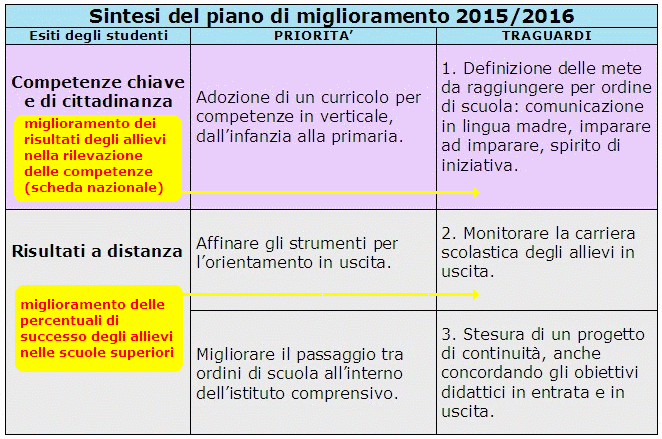 Sintesi del piano di miglioramento 2015/2016
Esiti degli studenti
PRIORITA’
TRAGUARDI
Competenze chiave
e di cittadinanza
miglioramento dei
risultati degli allievi
nella rilevazione
delle competenze
(scheda nazionale)
Adozione di un curricolo per
competenze in verticale,
dall’infanzia alla primaria.
1. Definizione delle mete
da raggiungere per ordine
di scuola: comunicazione
in lingua madre, imparare
ad imparare, spirito di
iniziativa.
Risultati a distanza
miglioramento delle
percentuali di
successo degli allievi
nelle scuole superiori
Affinare gli strumenti per
l’orientamento in uscita.
2. Monitorare la carriera
scolastica degli allievi in
uscita.
Migliorare il passaggio tra
ordini di scuola all’interno
dell’istituto comprensivo.
3. Stesura di un progetto
di continuità, anche
concordando gli obiettivi
didattici in entrata e in
uscita.